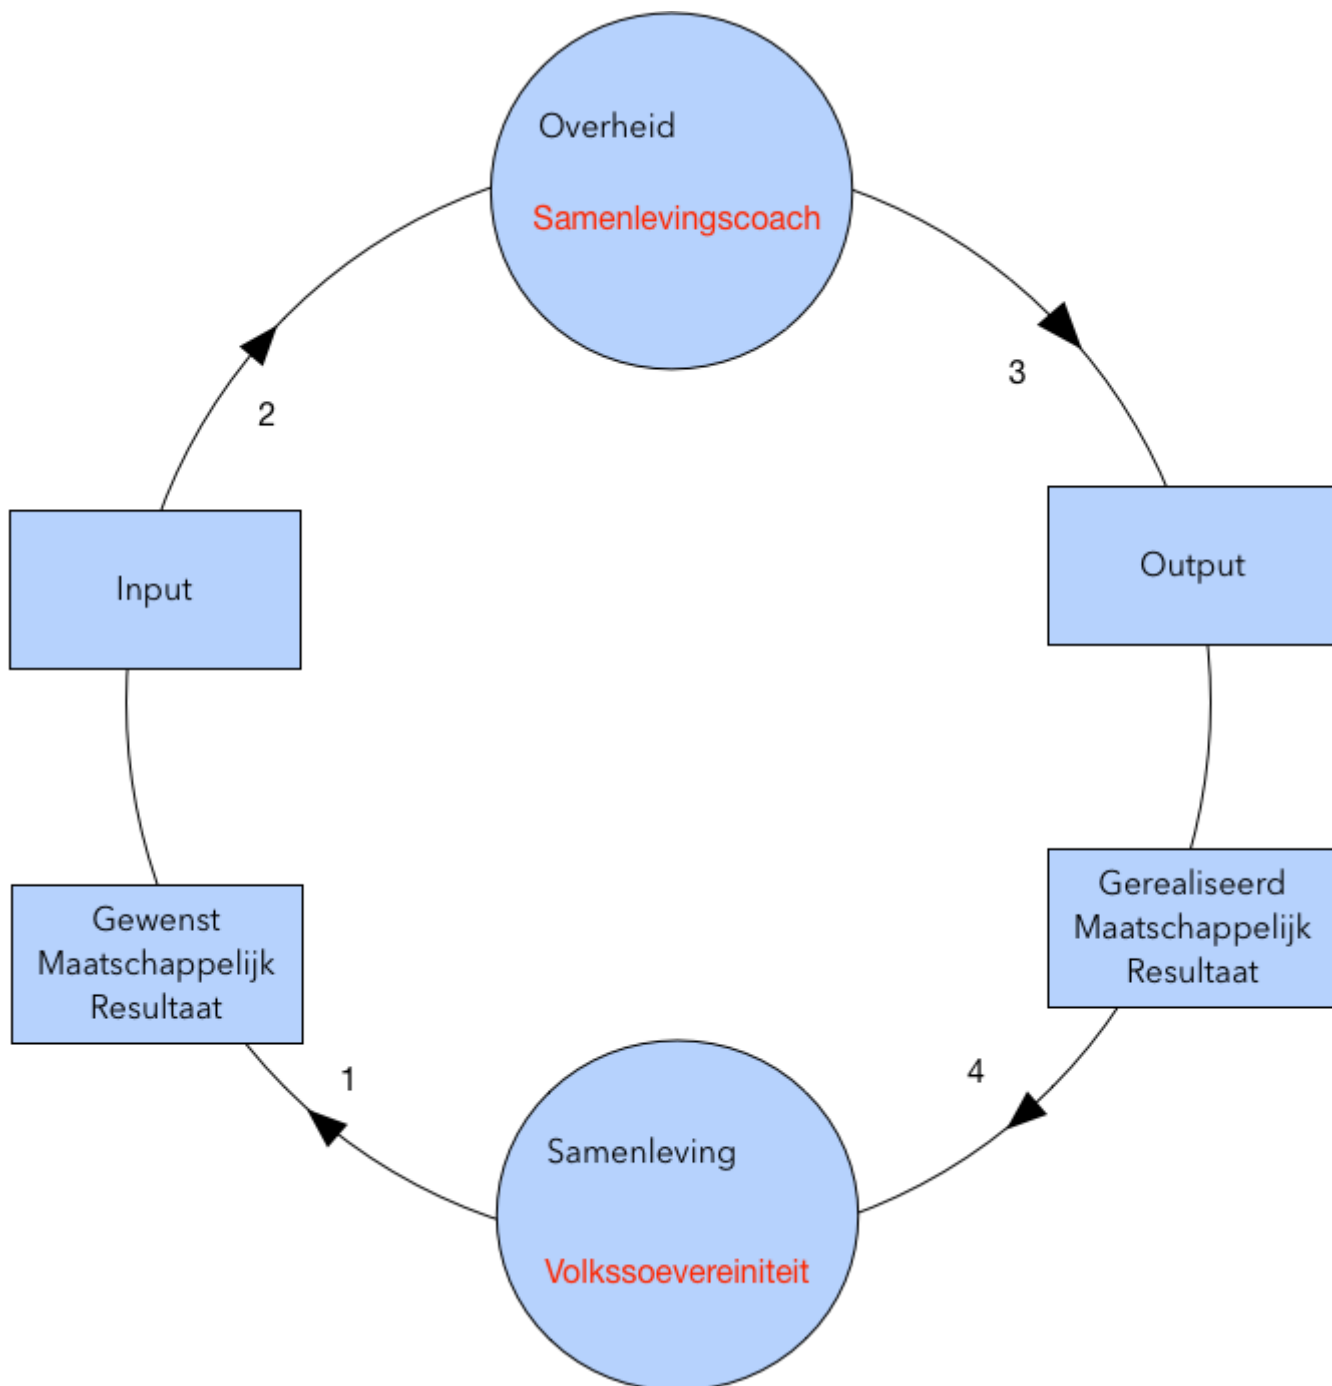 Overheid
Samenlevingscoach
3
2
Output
Input
Gerealiseerd
Maatschappelijk
Resultaat
Gewenst
Maatschappelijk
Resultaat
4
1
Samenleving
Volkssoevereiniteit